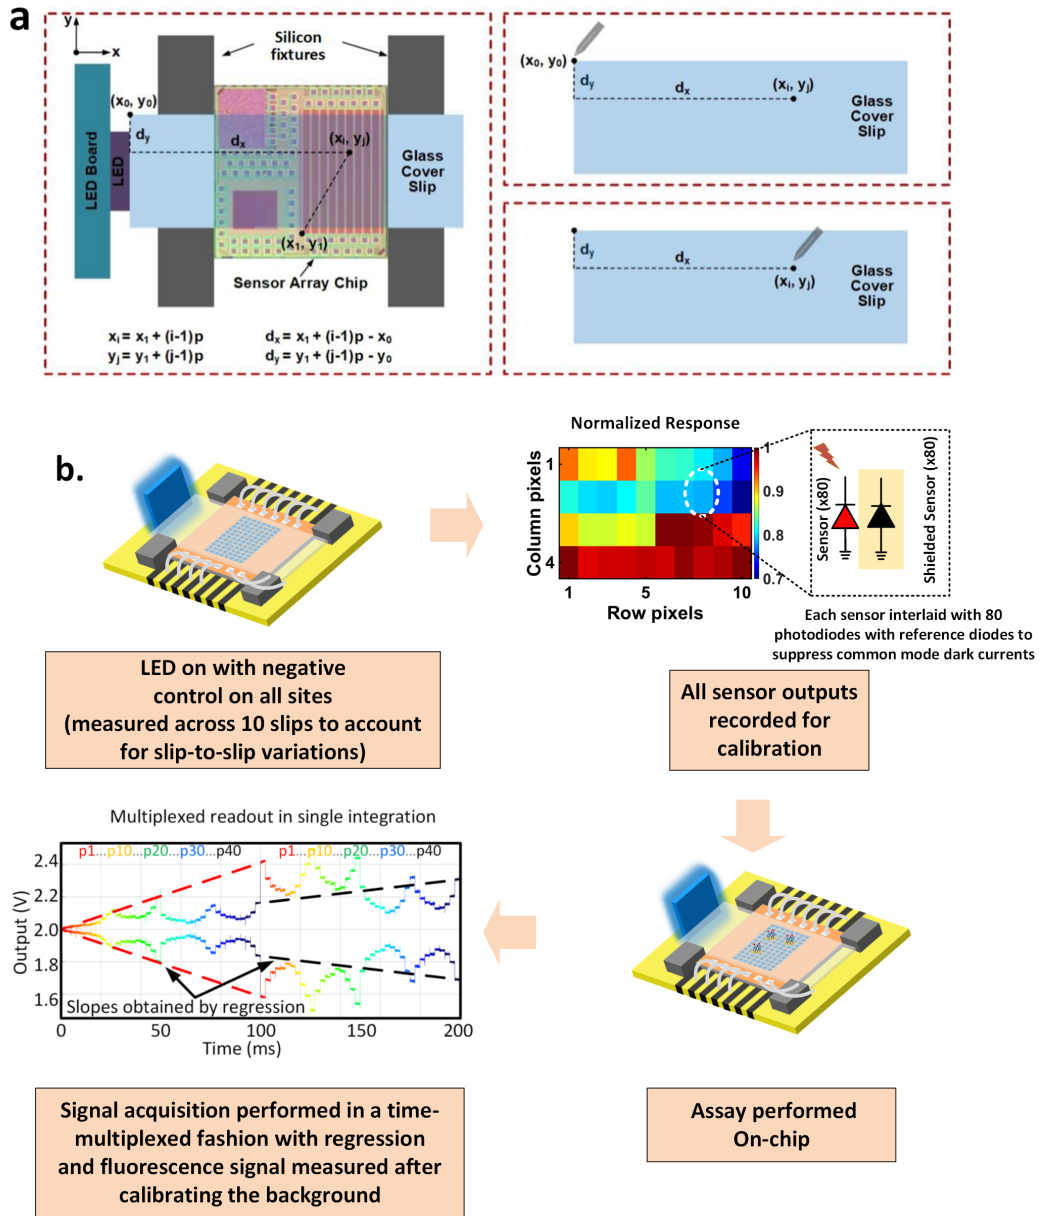 a
y
x
Silicon
fixtures
(x0, y0)
dy
dx
(xi, yj)
LED Board
LED
Glass
Cover
Slip
(x1, y1)
Sensor Array Chip
xi = x1 + (i-1)p
dx = x1 + (i-1)p - x0
yj = y1 + (j-1)p
dy = y1 + (j-1)p - y0
(x0, y0)
dy
dx
(xi, yj)
Glass
Cover
Slip
dy
dx
(xi, yj)
Glass
Cover
Slip
b.
LED on with negative
control on all sites
(measured across 10 slips to account
for slip-to-slip variations)
Normalized Response
Column pixels
1
4
1
5
10
Row pixels
1
0.9
0.8
0.7
Sensor (x80)
Shielded Sensor (x80)
Each sensor interlaid with 80
photodiodes with reference diodes to
suppress common mode dark currents
All sensor outputs
recorded for
calibration
Assay performed
On-chip
Multiplexed readout in single integration
p1...p10...p20...p30...p40
p1...p10...p20...p30...p40
Output (V)
2.4
2.2
2.0
1.8
1.6
Slopes obtained by regression
0
50
100
150
200
Time (ms)
Signal acquisition performed in a time-
multiplexed fashion with regression
and fluorescence signal measured after
calibrating the background